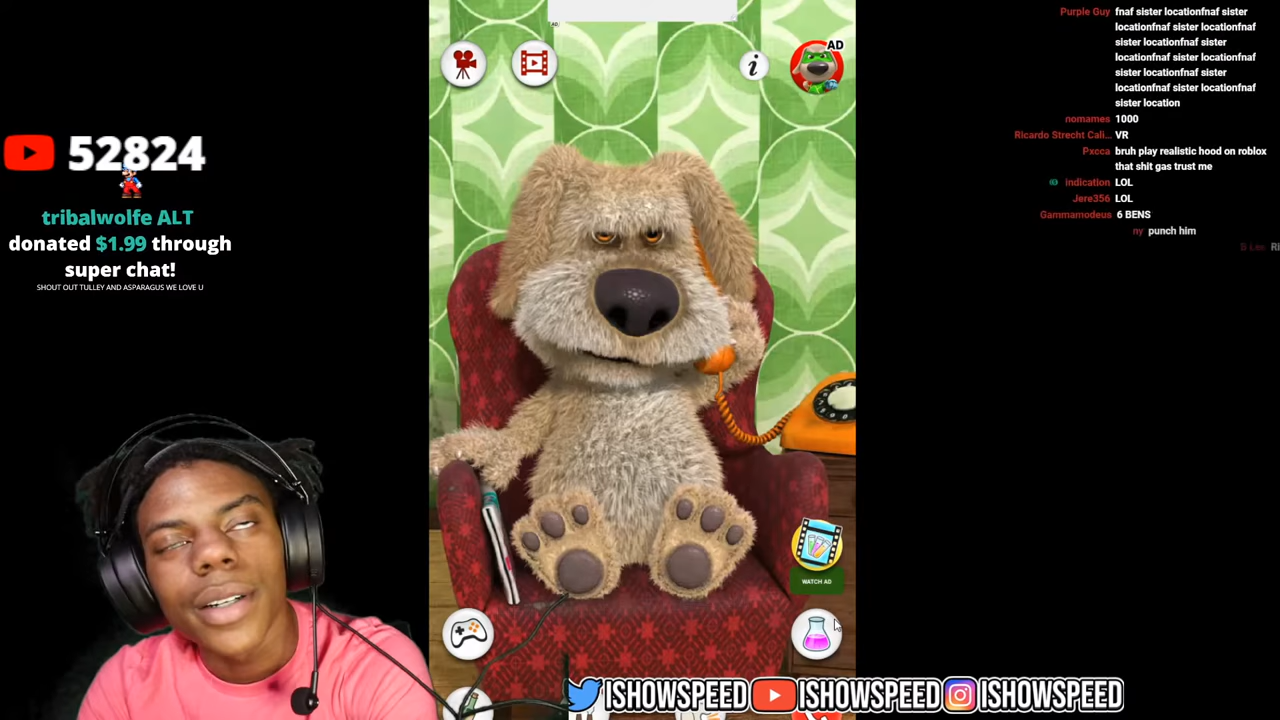 52824
tribalwolfe ALT
donated $1.99 through
super chat!
SHOUT OUT TULLEY AND ASPARAGUS WE LOVE U
AD
i
AD
WATCH AD
Purple Guy fnaf sister locationfnaf sister
locationfnaf sister locationfnaf
sister locationfnaf sister
locationfnaf sister locationfnaf
sister locationfnaf sister
locationfnaf sister locationfnaf
sister location
nomames 1000
Ricardo Strecht Cali... VR
Pxcca bruh play realistic hood on roblox
that shit gas trust me
indication LOL
Jere356 LOL
Gammamodeus 6 BENS
ny punch him
ISHOWSPEED ISHOWSPEED ISHOWSPEED